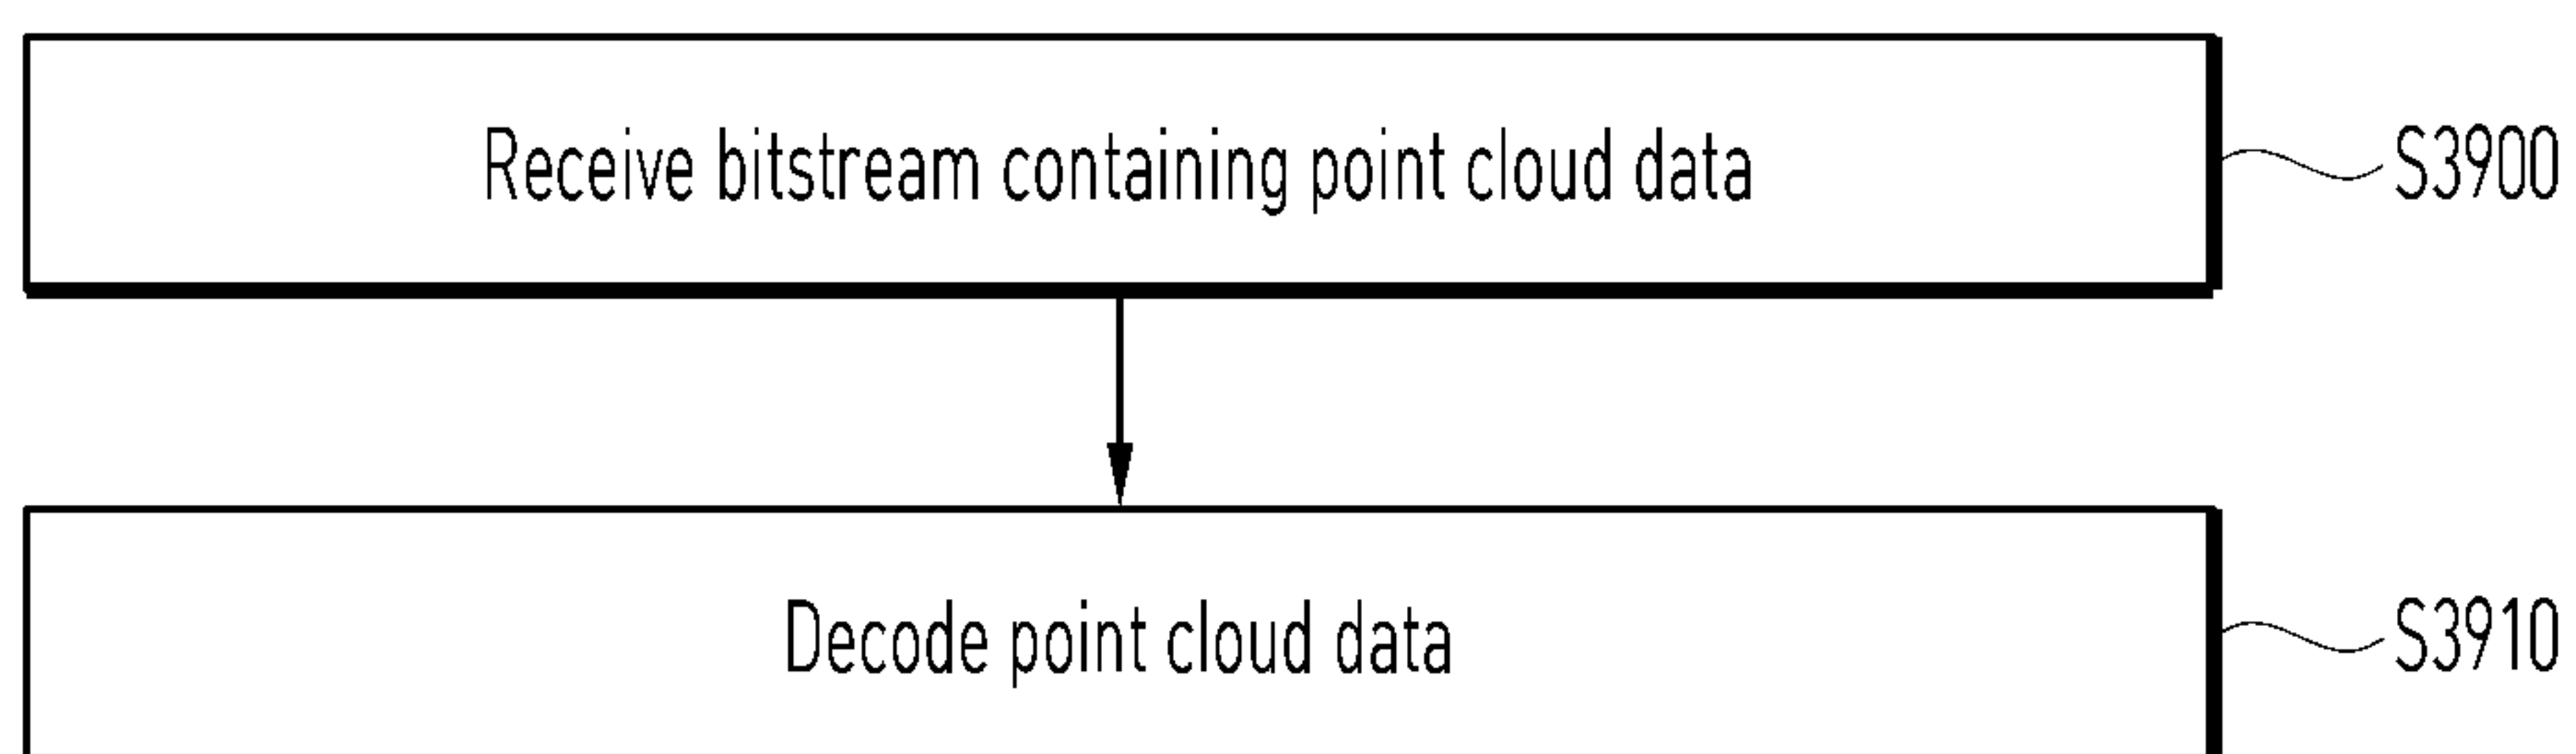 Receive bitstream containing point cloud data
S3900
Decode point cloud data
S3910